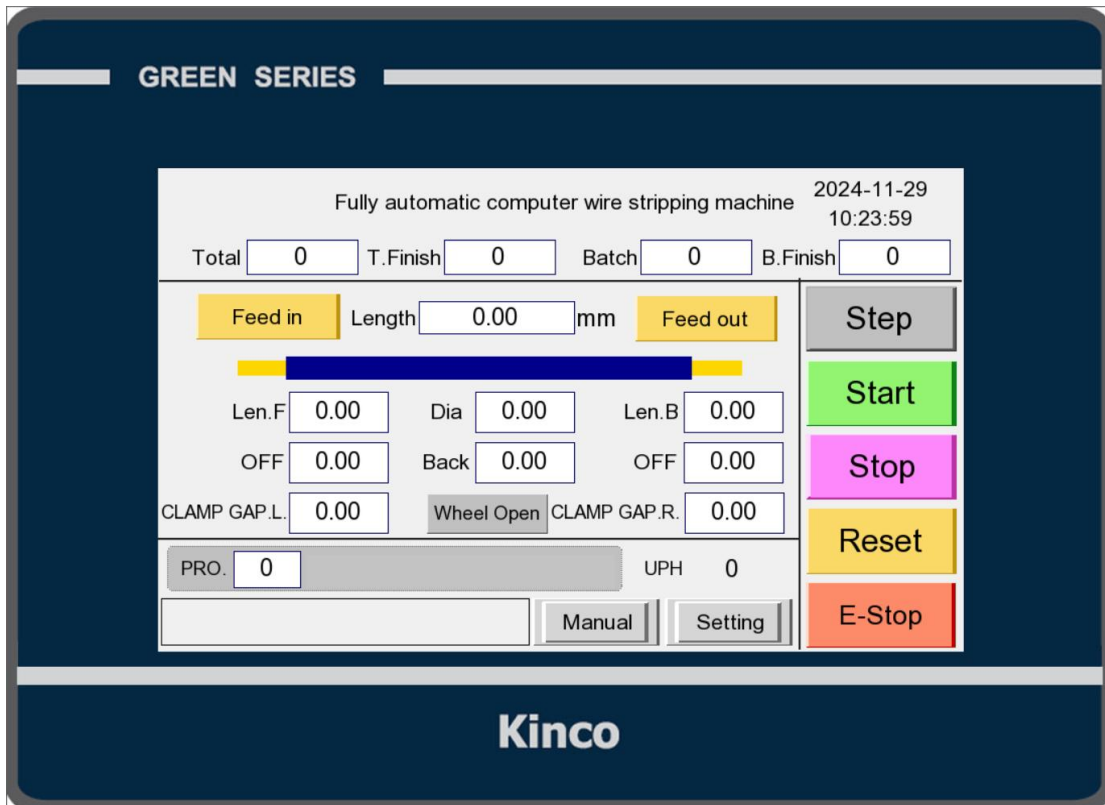 GREEN SERIES
Fully automatic computer wire stripping machine
2024-11-29
10:23:59
Total 0 T.Finish 0 Batch 0 B.Finish 0
Feed in Length 0.00 mm Feed out
Len.F 0.00 Dia 0.00 Len.B 0.00
OFF 0.00 Back 0.00 OFF 0.00
CLAMP GAP.L. 0.00 Wheel Open CLAMP GAP.R. 0.00
PRO. 0 UPH 0
Manual Setting
Step
Start
Stop
Reset
E-Stop
Kinco